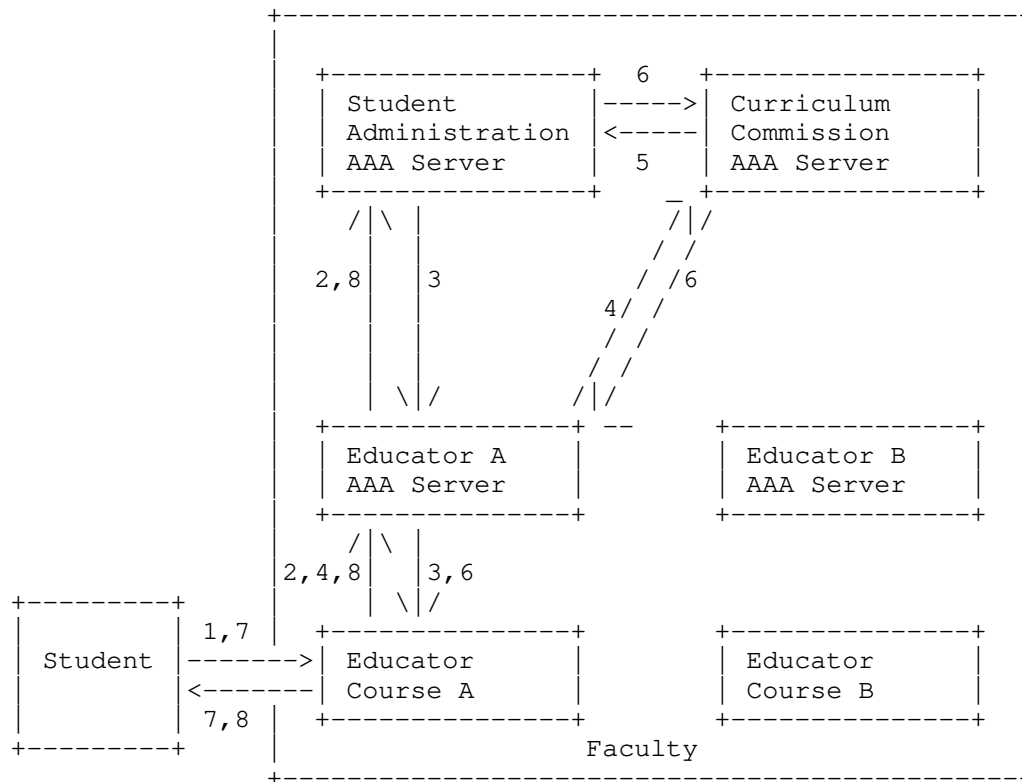 6
Student Curriculum
Administration Commission
AAA Server 5 AAA Server
2,8 3 6
4
Educator A Educator B
AAA Server AAA Server
2,4,8 3,6
1,7
Student Educator Educator
Course A Course B
7,8
Faculty